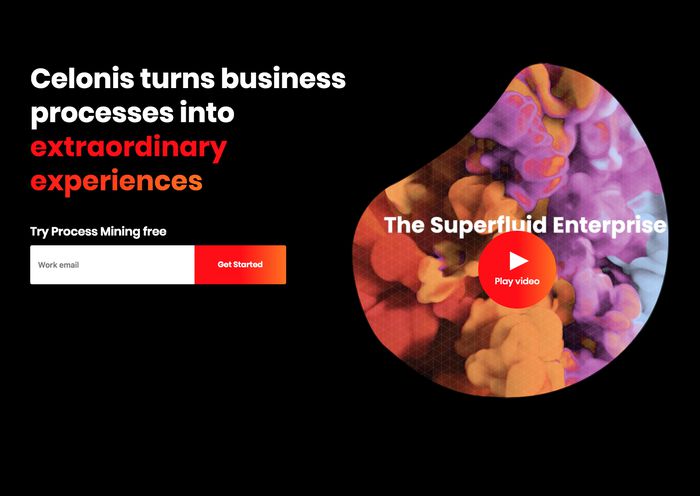 Celonis turns business
processes into
extraordinary
experiences
Try Process Mining free
Work email
Get Started
The Superfluid Enterprise
Play video